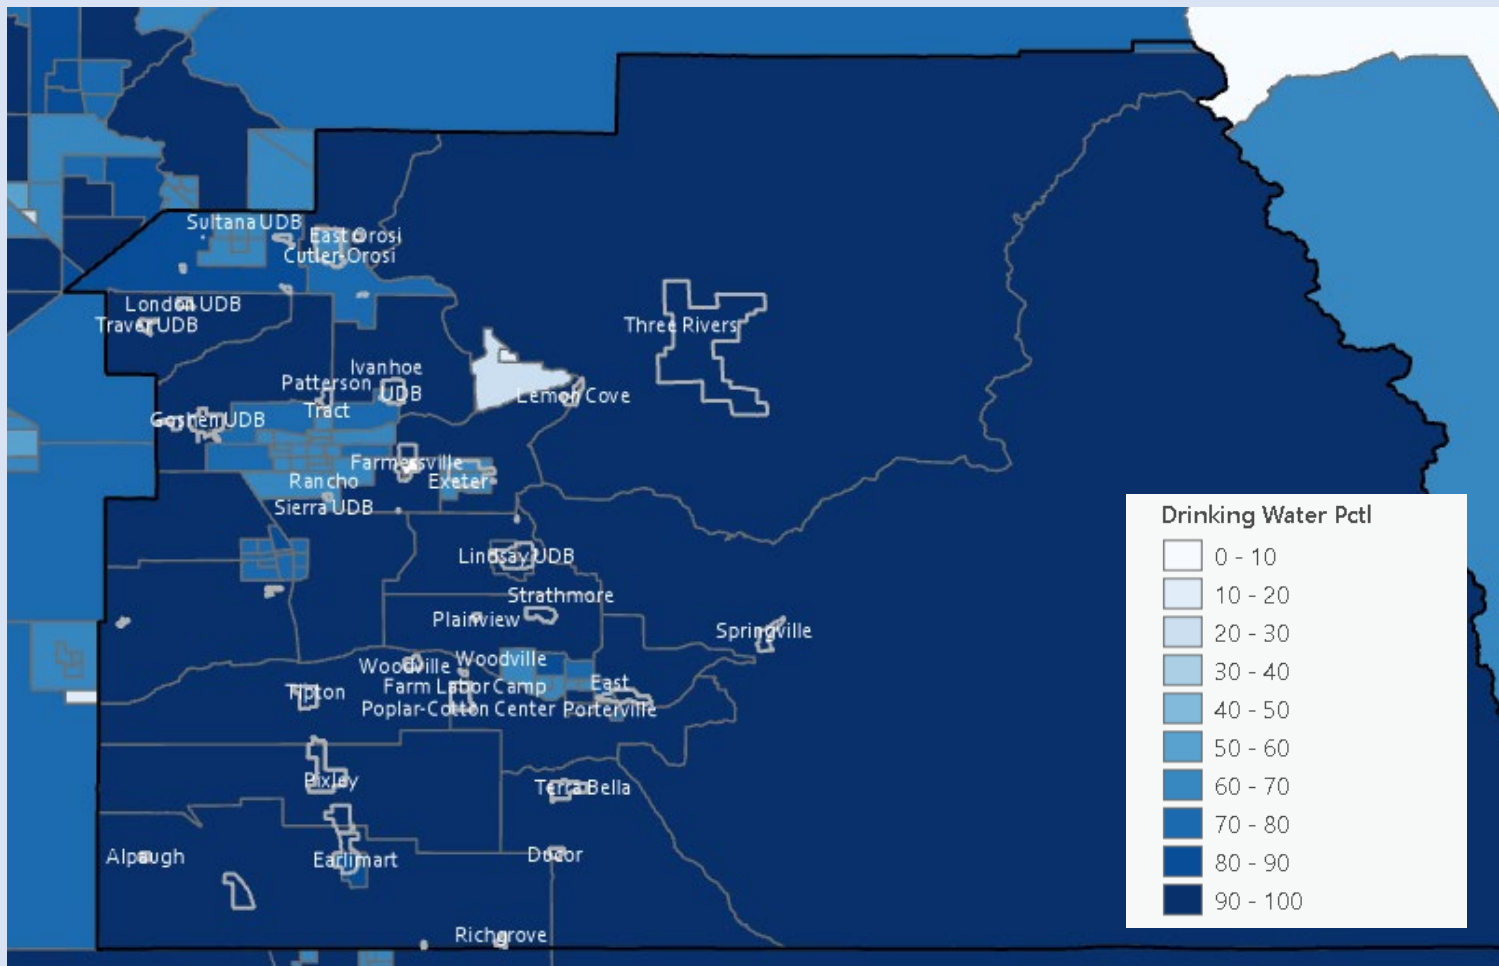 Sultana UDB
East Orosi
Cutler-Orosi
London UDB
Traver UDB
Three Rivers
Ivanhoe
UDB
Patterson
Tract
Lemon Cove
Goshen UDB
Farmersville
Exeter
Rancho
Sierra UDB
Lindsay UDB
Strathmore
Plainview
Springville
Woodville
Woodville
Farm Labor Camp
Tipton
East
Porterville
Poplar-Cotton Center
Pixley
Terra Bella
Alpaugh
Earlimart
Ducor
Richgrove
Drinking Water Pctl
0 - 10
10 - 20
20 - 30
30 - 40
40 - 50
50 - 60
60 - 70
70 - 80
80 - 90
90 - 100